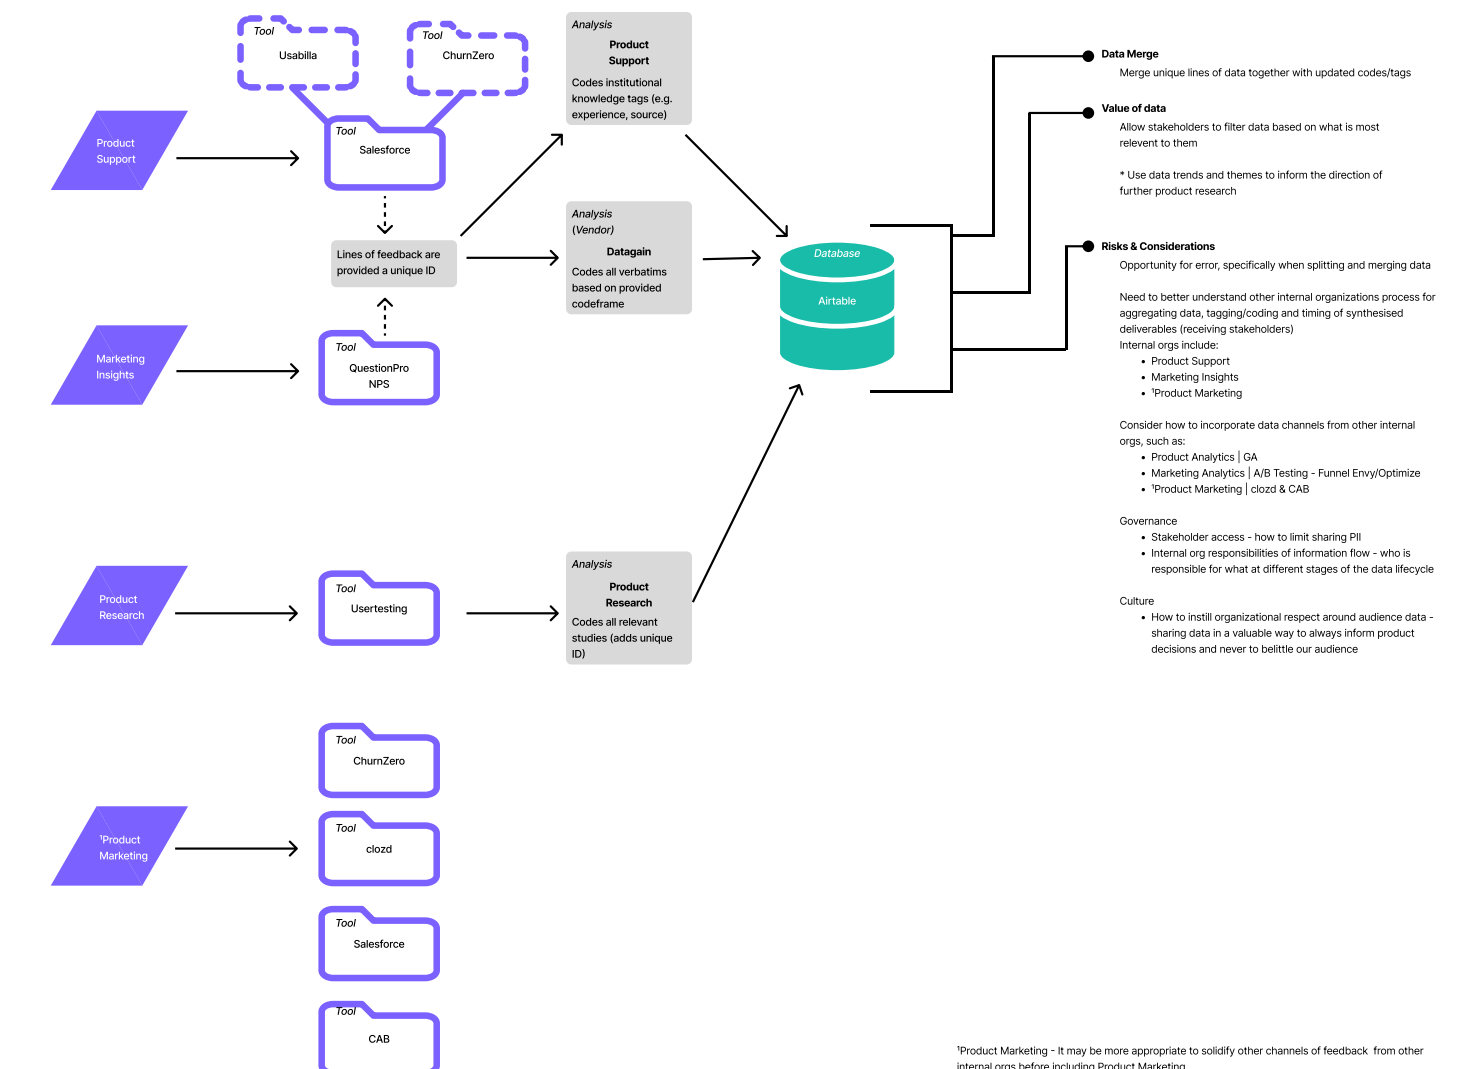 Tool
Usabilla
Tool
ChurnZero
Product
Support
Tool
Salesforce
Lines of feedback are
provided a unique ID
Marketing
Insights
Tool
QuestionPro
NPS
Product
Research
Tool
Usertesting
¹Product
Marketing
Tool
ChurnZero
Tool
clozd
Tool
Salesforce
Tool
CAB
Analysis
Product
Support
Codes institutional
knowledge tags (e.g.
experience, source)
Analysis
(Vendor)
Datagain
Codes all verbatims
based on provided
codeframe
Analysis
Product
Research
Codes all relevant
studies (adds unique
ID)
Database
Airtable
Data Merge
Merge unique lines of data together with updated codes/tags
Value of data
Allow stakeholders to filter data based on what is most
relevent to them
* Use data trends and themes to inform the direction of
further product research
Risks & Considerations
Opportunity for error, specifically when splitting and merging data
Need to better understand other internal organizations process for
aggregating data, tagging/coding and timing of synthesised
deliverables (receiving stakeholders)
Internal orgs include:
• Product Support
• Marketing Insights
• ¹Product Marketing
Consider how to incorporate data channels from other internal
orgs, such as:
• Product Analytics | GA
• Marketing Analytics | A/B Testing - Funnel Envy/Optimize
• ¹Product Marketing | clozd & CAB
Governance
• Stakeholder access - how to limit sharing PII
• Internal org responsibilities of information flow - who is
responsible for what at different stages of the data lifecycle
Culture
• How to instill organizational respect around audience data -
sharing data in a valuable way to always inform product
decisions and never to belittle our audience
¹Product Marketing - It may be more appropriate to solidify other channels of feedback from other
internal orgs before including Product Marketing